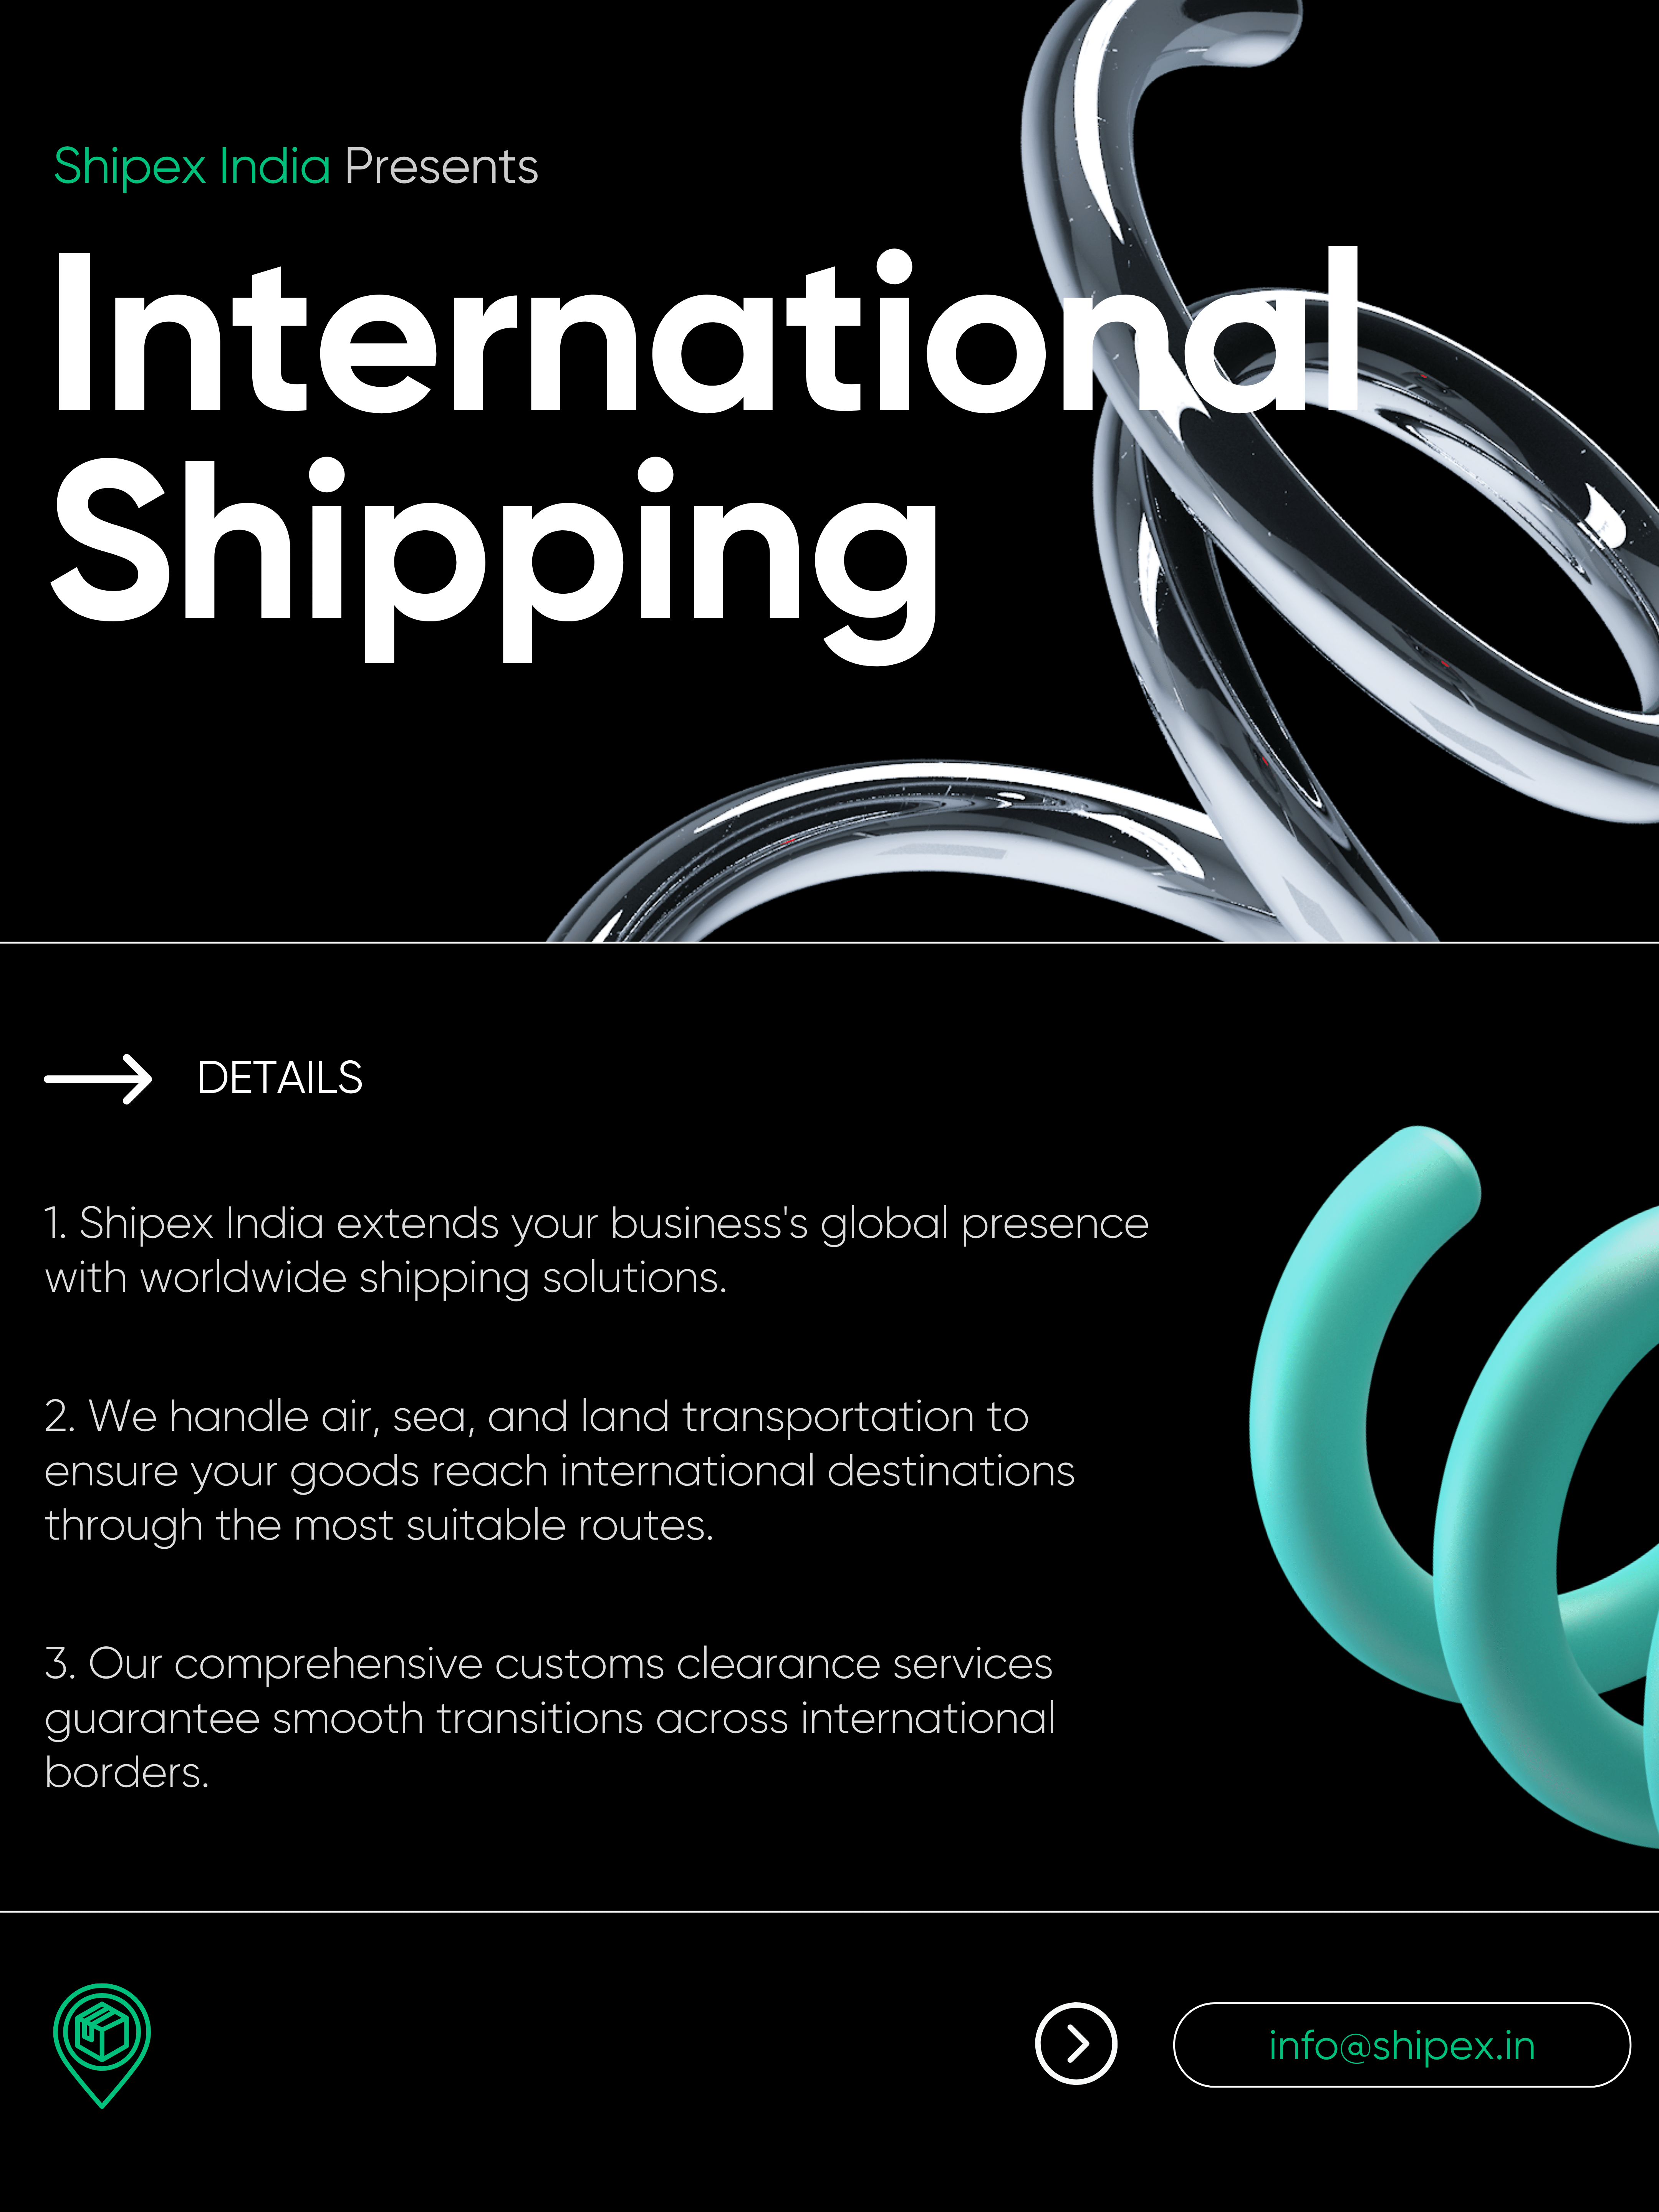 Shipex India Presents
International
Shipping
DETAILS
1. Shipex India extends your business's global presence
with worldwide shipping solutions.
2. We handle air, sea, and land transportation to
ensure your goods reach international destinations
through the most suitable routes.
3. Our comprehensive customs clearance services
guarantee smooth transitions across international
borders.
info@shipex.in